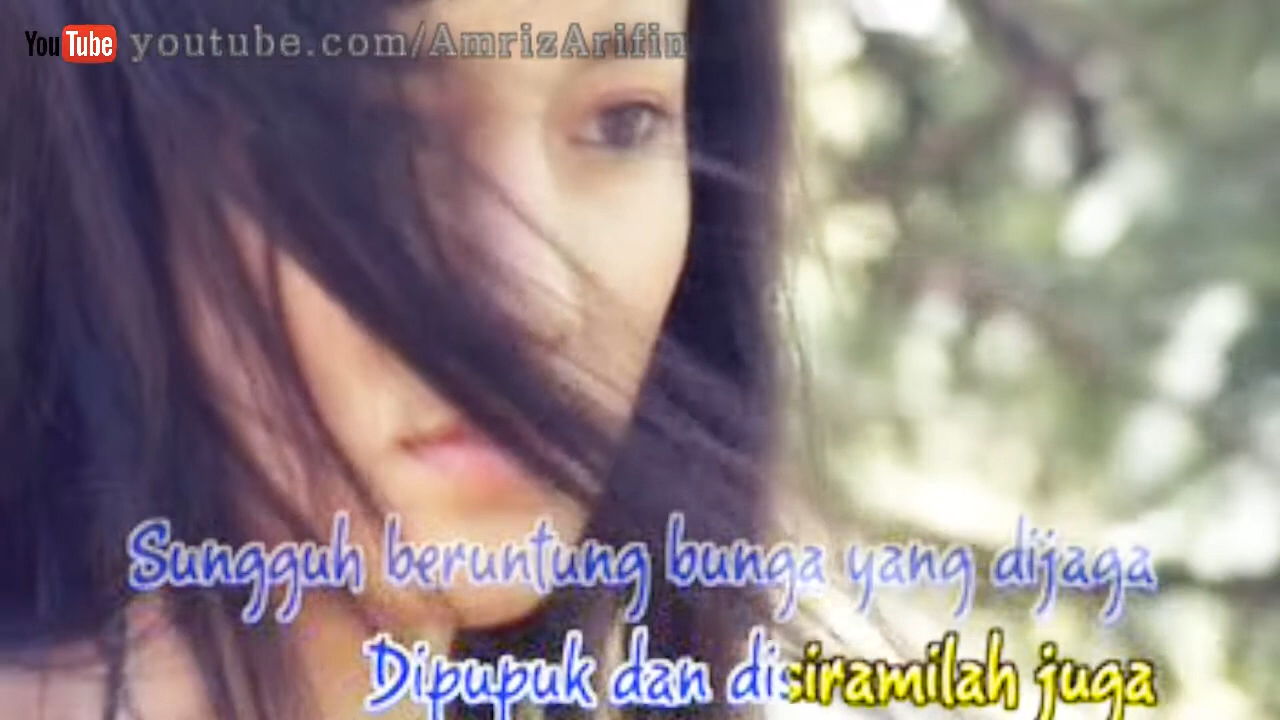 YouTube youtube.com/AmrizArifin
Sungguh beruntung bunga yang dijaga
Dipupuk dan disiramilah juga